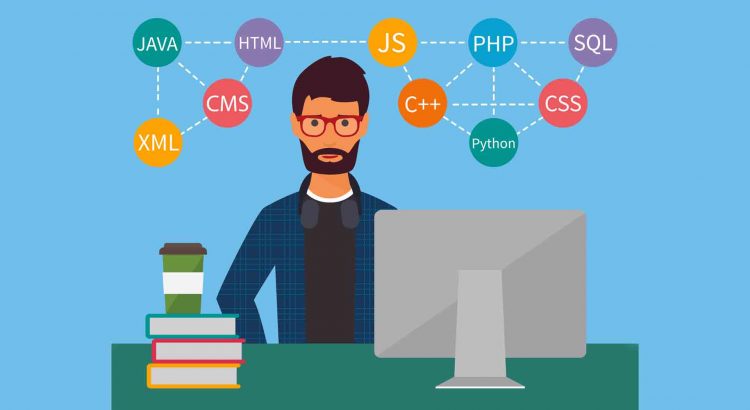 JAVA
HTML
JS
PHP
SQL
CMS
C++
CSS
XML
Python